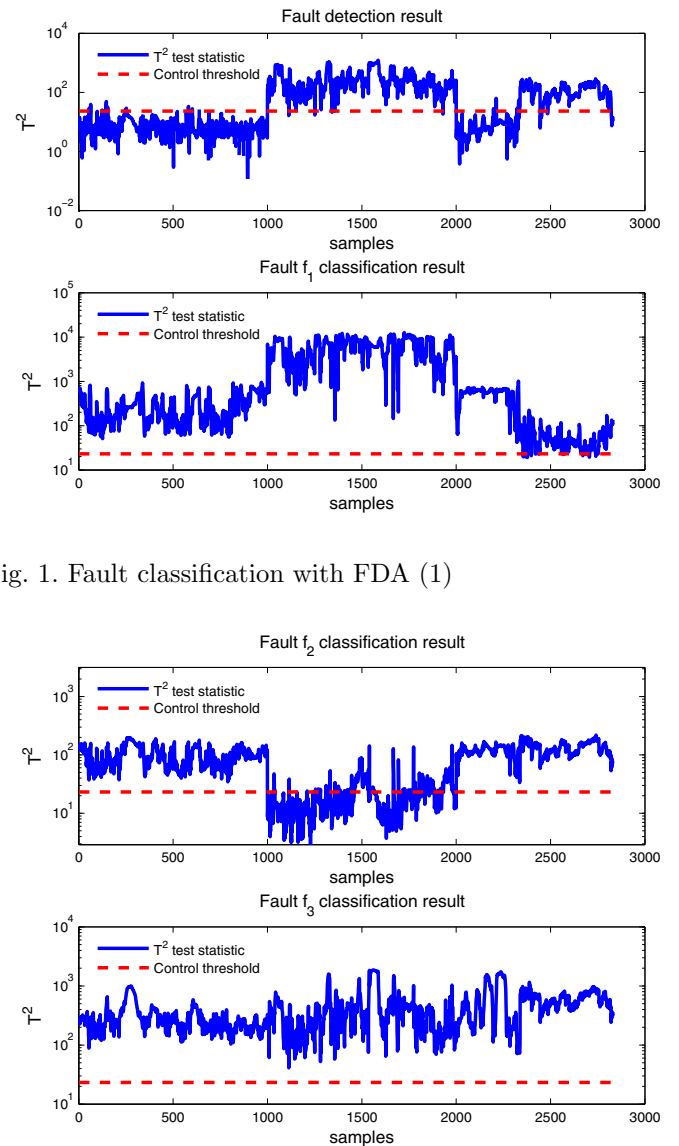 Fault detection result
10^4
10^2
10^0
10^-2
T^2
T^2 test statistic
Control threshold
0 500 1000 1500 2000 2500 3000
samples
Fault f_1 classification result
10^5
10^4
10^3
10^2
10^1
T^2
T^2 test statistic
Control threshold
0 500 1000 1500 2000 2500 3000
samples
ig. 1. Fault classification with FDA (1)
Fault f_2 classification result
10^3
10^2
10^1
T^2
T^2 test statistic
Control threshold
0 500 1000 1500 2000 2500 3000
samples
Fault f_3 classification result
10^4
10^3
10^2
10^1
T^2
T^2 test statistic
Control threshold
0 500 1000 1500 2000 2500 3000
samples